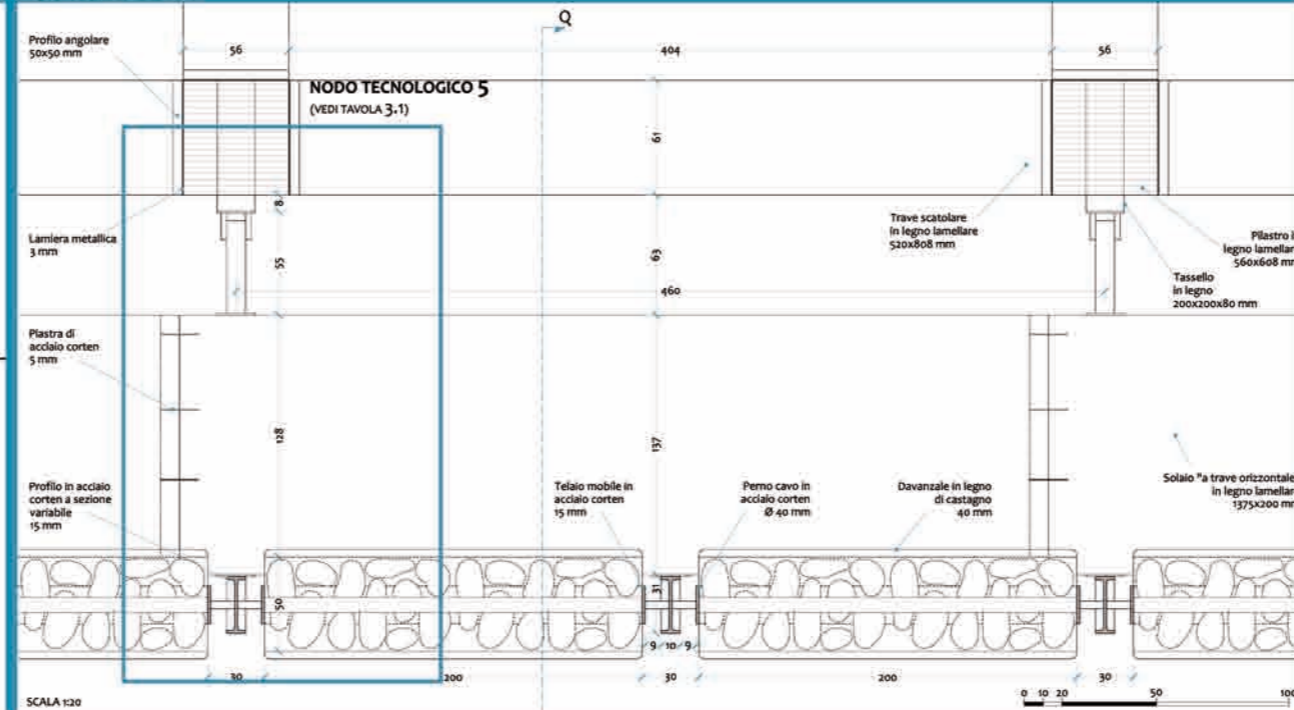 Q
Profilo angolare
50x50 mm
56
404
56
NODO TECNOLOGICO 5
(VEDI TAVOLA 3.1)
61
8
Lamiera metallica
3 mm
55
63
460
Trave scatolare
in legno lamellare
520x808 mm
Pilastro
legno lamellar
560x608 m
Tassello
in legno
200x200x80 mm
Piastra di
acciaio corten
5 mm
128
137
Profilo in acciaio
corten a sezione
variabile
15 mm
Telaio mobile in
acciaio corten
15 mm
Perno cavo in
acciaio corten
Ø 40 mm
Davanzale in legno
di castagno
40 mm
Solaio "a trave orizzontale
in legno lamellar
1375x200 m
50
31
9 10 9
30
200
30
200
30
SCALA 1:20
0 10 20 50 100